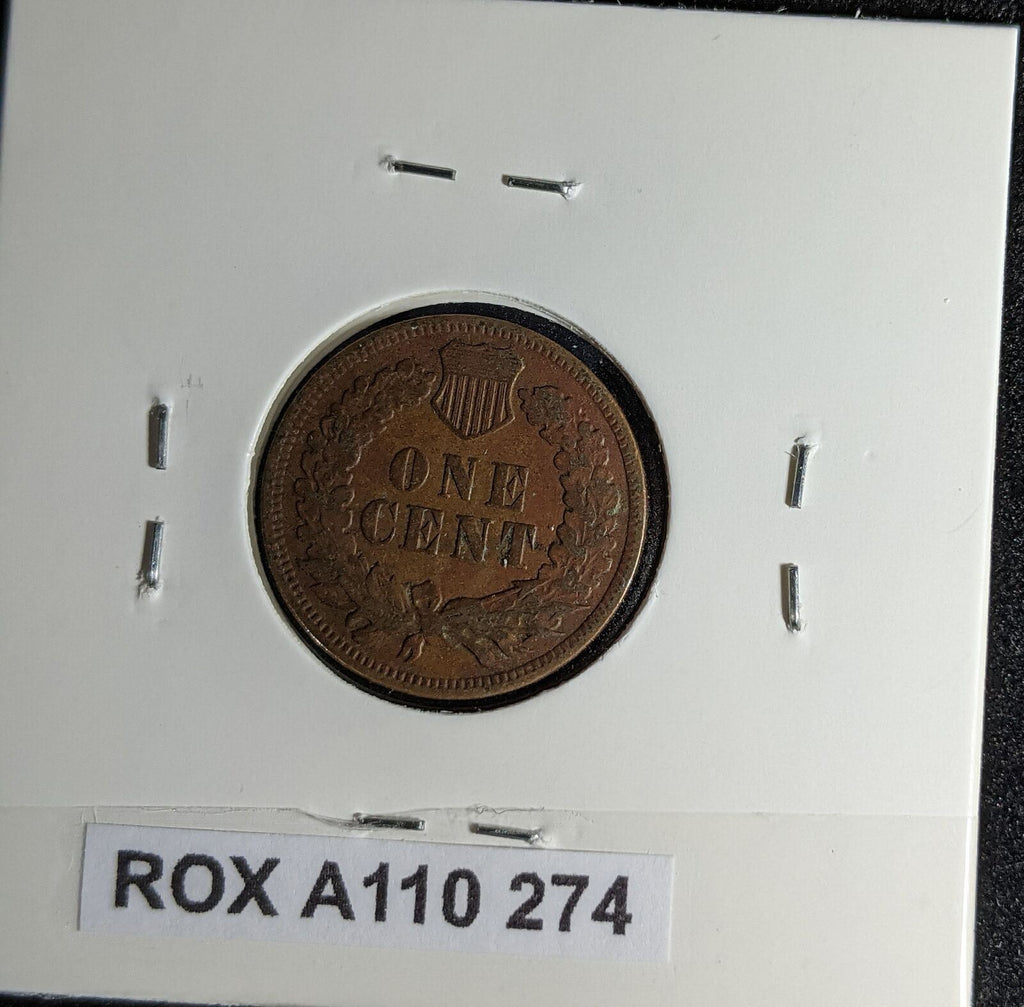 ONE
CENT
ROX A110 274